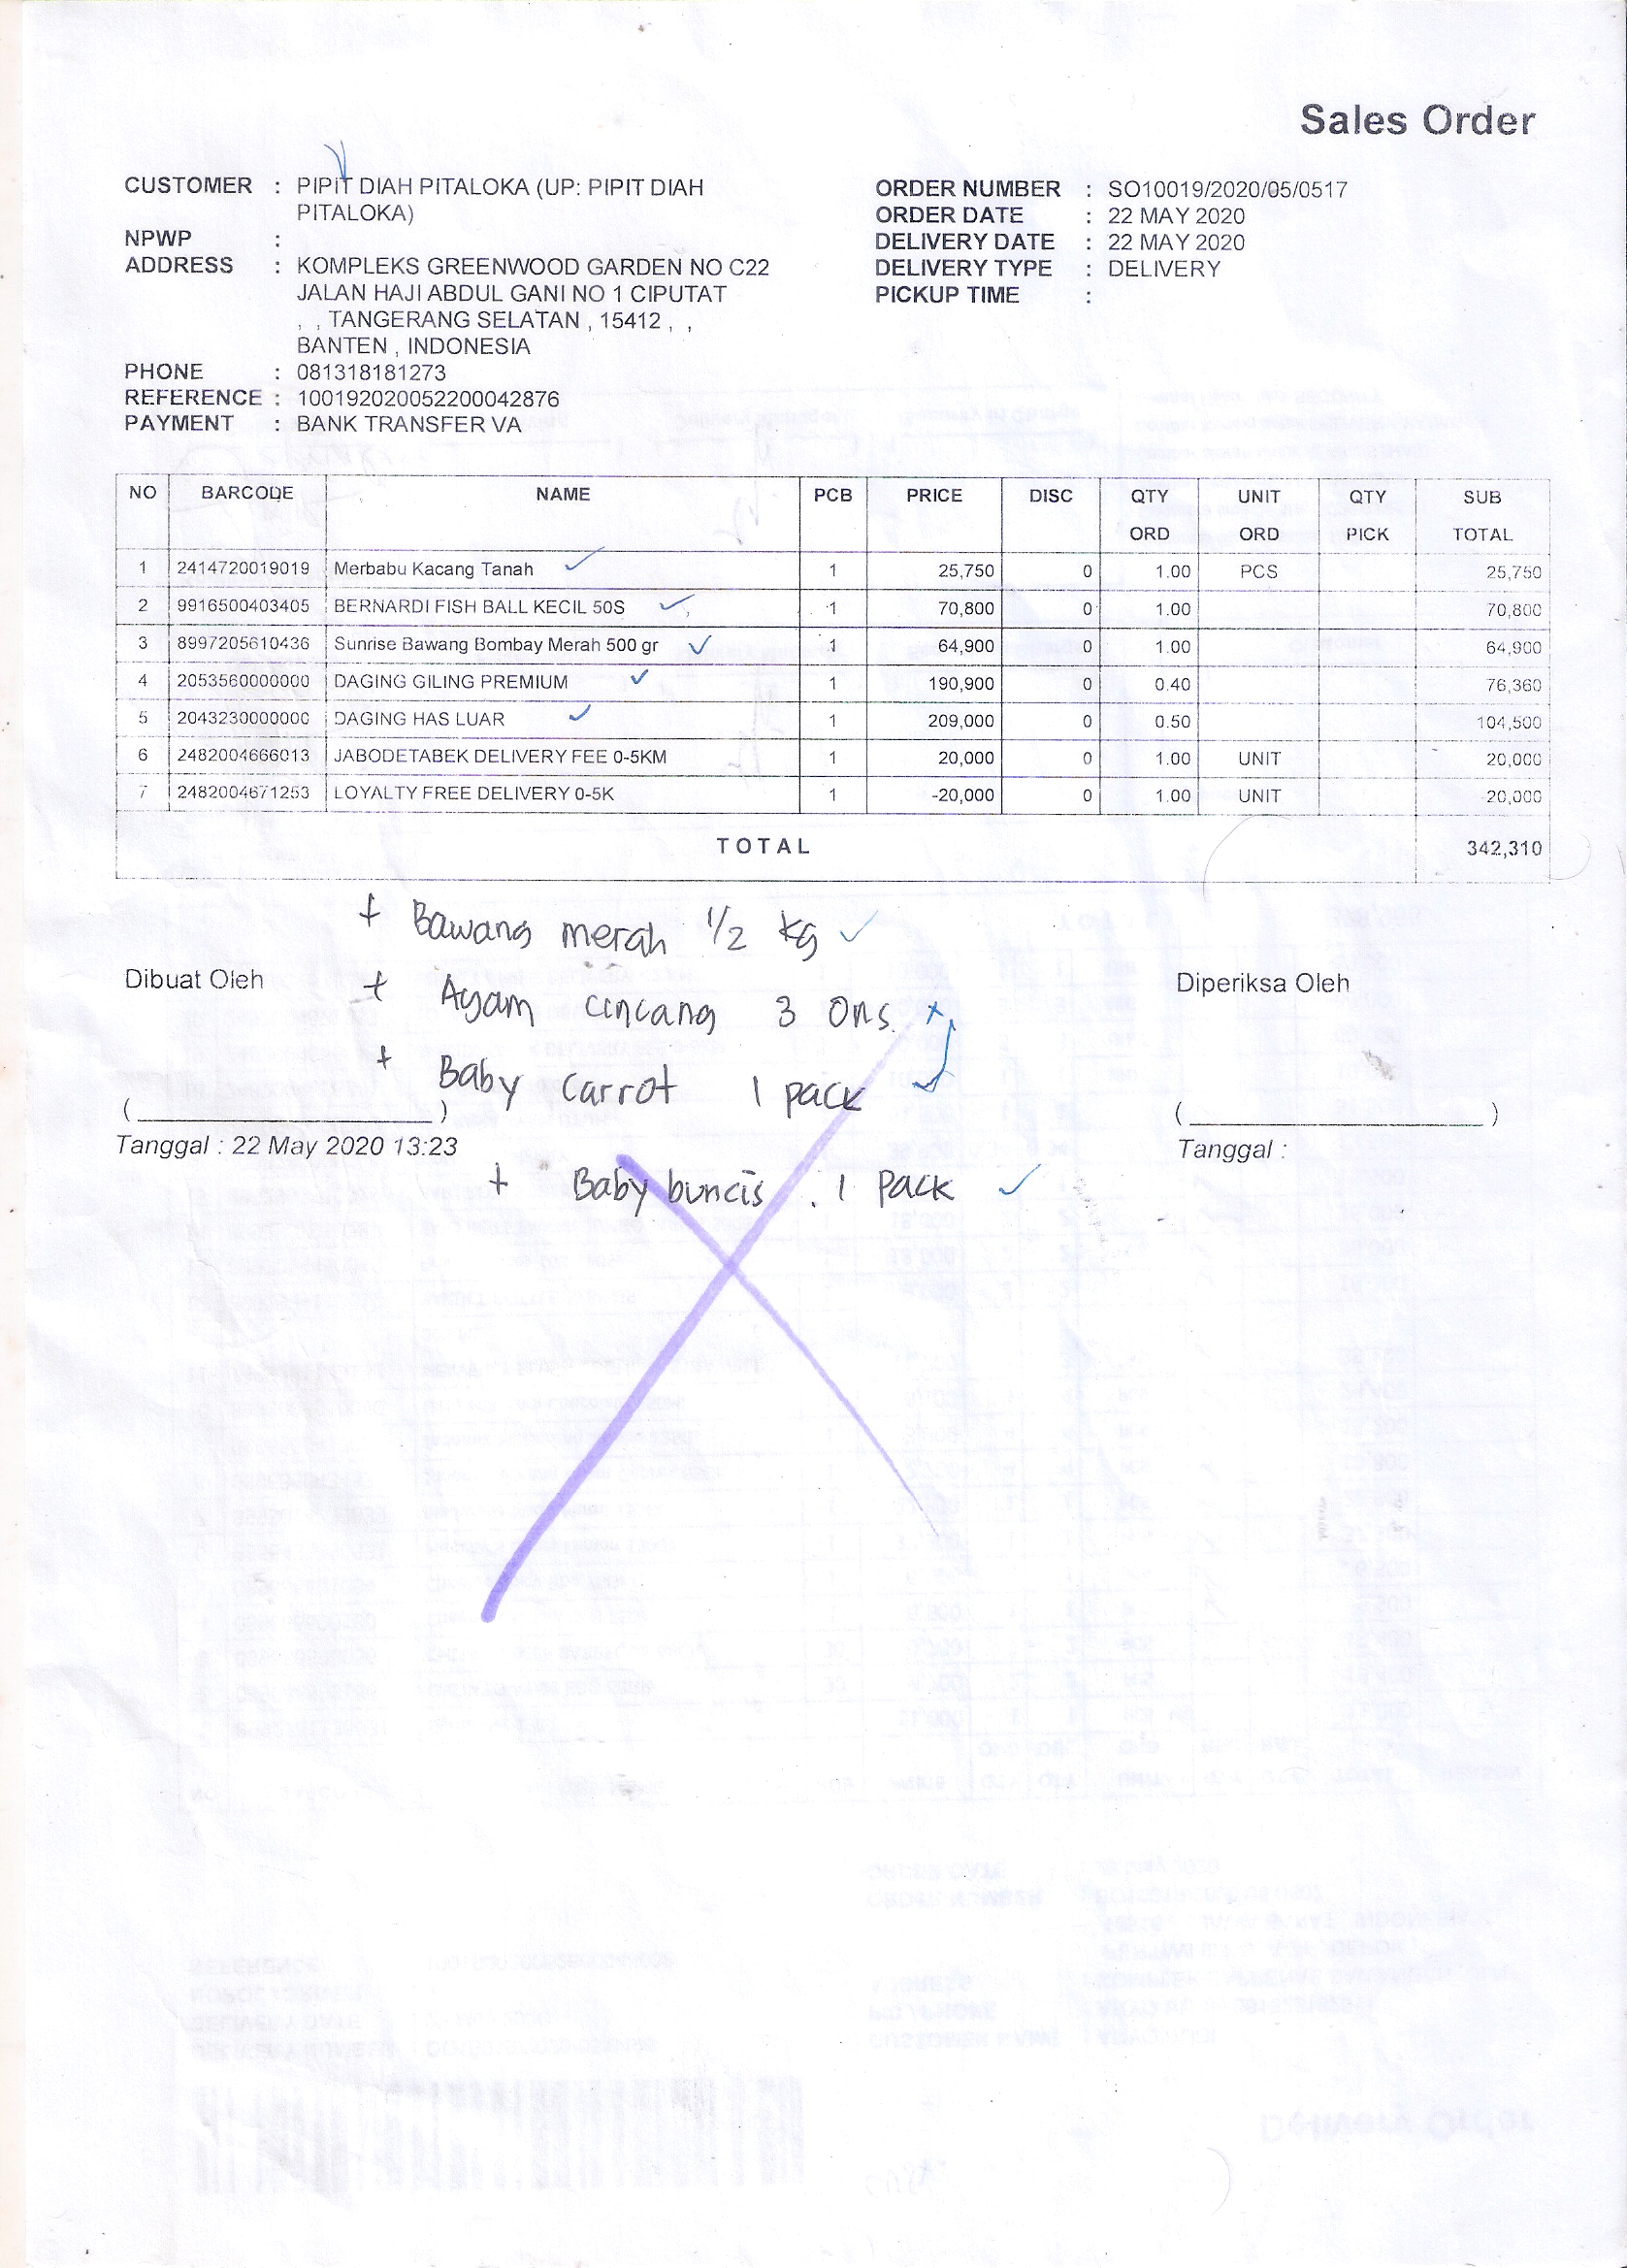 Sales Order
CUSTOMER : PIPIT DIAH PITALOKA (UP: PIPIT DIAH
PITALOKA)
NPWP :
ADDRESS : KOMPLEKS GREENWOOD GARDEN NO C22
JALAN HAJI ABDUL GANI NO 1 CIPUTAT
, , TANGERANG SELATAN , 15412 , ,
BANTEN , INDONESIA
PHONE : 081318181273
REFERENCE : 100192020052200042876
PAYMENT : BANK TRANSFER VA
ORDER NUMBER : SO10019/2020/05/0517
ORDER DATE : 22 MAY 2020
DELIVERY DATE : 22 MAY 2020
DELIVERY TYPE : DELIVERY
PICKUP TIME :
NO BARCODE NAME PCB PRICE DISC QTY ORD UNIT ORD QTY PICK SUB TOTAL
1 2414720019019 Merbabu Kacang Tanah 1 25,750 0 1.00 PCS 25,750
2 9916500403405 BERNARDI FISH BALL KECIL 50S 1 70,800 0 1.00 70,800
3 8997205610436 Sunrise Bawang Bombay Merah 500 gr 1 64,900 0 1.00 64,900
4 2053560000000 DAGING GILING PREMIUM 1 190,900 0 0.40 76,360
5 2043230000000 DAGING HAS LUAR 1 209,000 0 0.50 104,500
6 2482004666013 JABODETABEK DELIVERY FEE 0-5KM 1 20,000 0 1.00 UNIT 20,000
7 2482004671253 LOYALTY FREE DELIVERY 0-5K 1 -20,000 0 1.00 UNIT -20,000
TOTAL 342,310
+ Bawang merah 1/2 kg ✓
Dibuat Oleh
+ Ayam cincang 3 Ons. x
Diperiksa Oleh
+ Baby Carrot 1 pack ✓
(____________________)
(____________________)
Tanggal : 22 May 2020 13:23
Tanggal :
+ Baby buncis . 1 Pack ✓